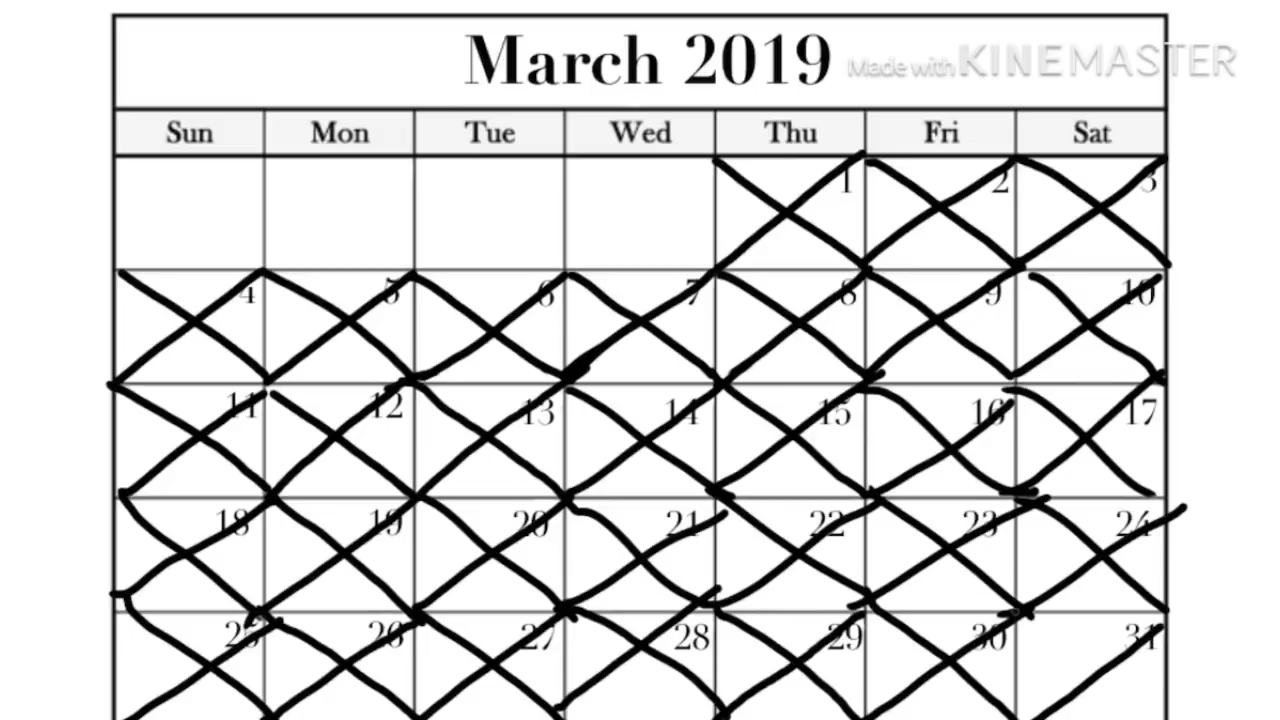 March 2019
Made with KINEMASTER
Sun Mon Tue Wed Thu Fri Sat
1 2 3
4 5 6 7 8 9 10
11 12 13 14 15 16 17
18 19 20 21 22 23 24
25 26 27 28 29 30 31